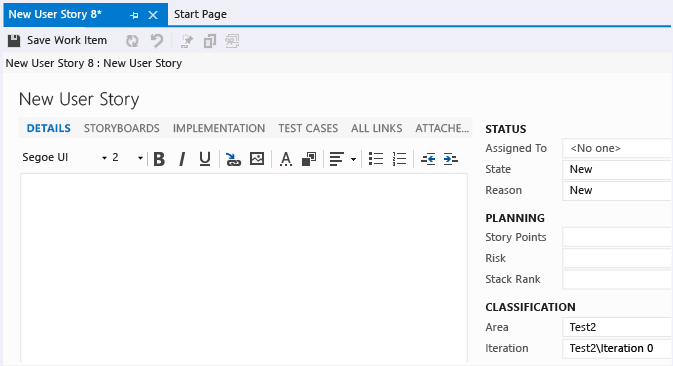 New User Story 8* Start Page
Save Work Item
New User Story 8 : New User Story
New User Story
DETAILS STORYBOARDS IMPLEMENTATION TEST CASES ALL LINKS ATTACHE...
Segoe UI 2 B I U A
STATUS
Assigned To <No one>
State New
Reason New
PLANNING
Story Points
Risk
Stack Rank
CLASSIFICATION
Area Test2
Iteration Test2\Iteration 0